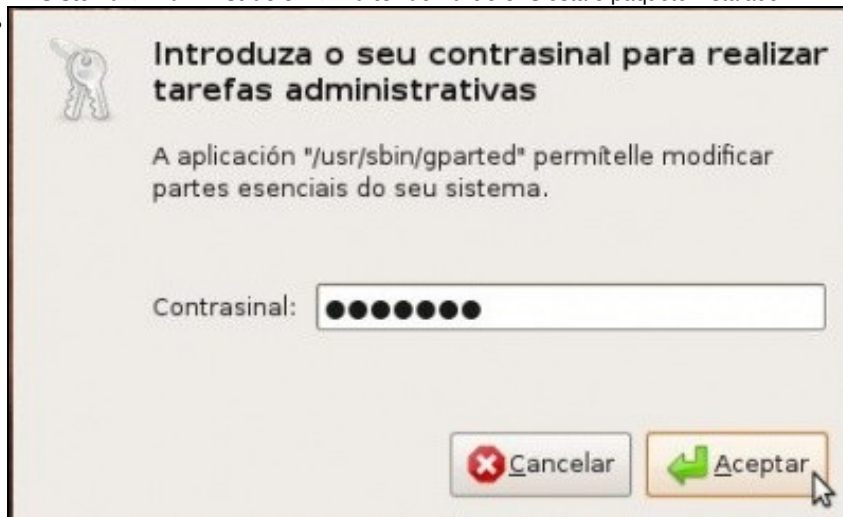 Introduza o seu contrasinal para realizar
tarefas administrativas
A aplicación "/usr/sbin/gparted" permítelle modificar
partes esenciais do seu sistema.
Contrasinal: ●●●●●●●
Cancelar
Aceptar